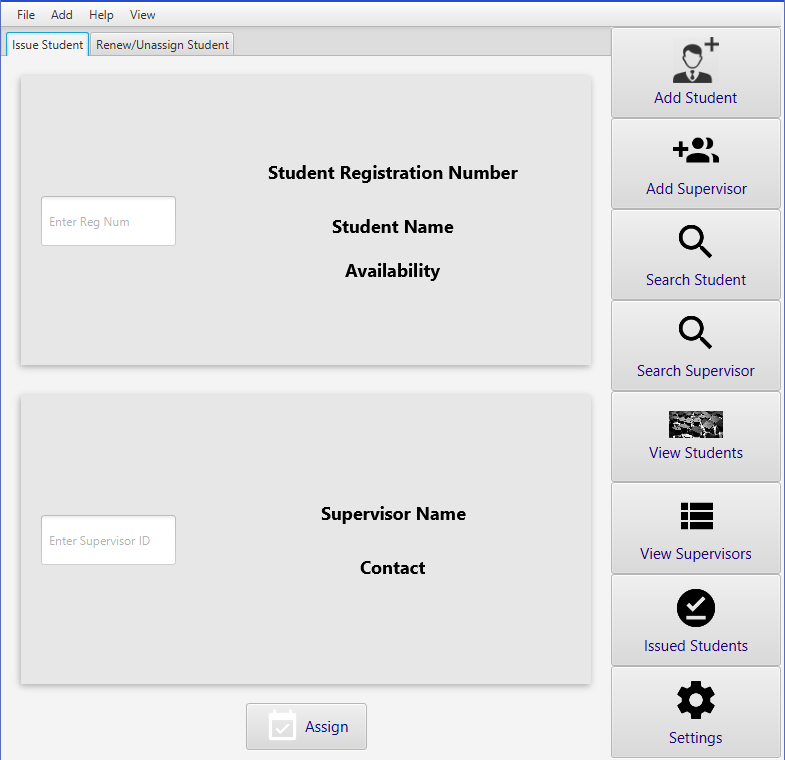 File Add Help View
Issue Student Renew/Unassign Student
Student Registration Number
Enter Reg Num
Student Name
Availability
Supervisor Name
Enter Supervisor ID
Contact
Assign
Add Student
Add Supervisor
Search Student
Search Supervisor
View Students
View Supervisors
Issued Students
Settings